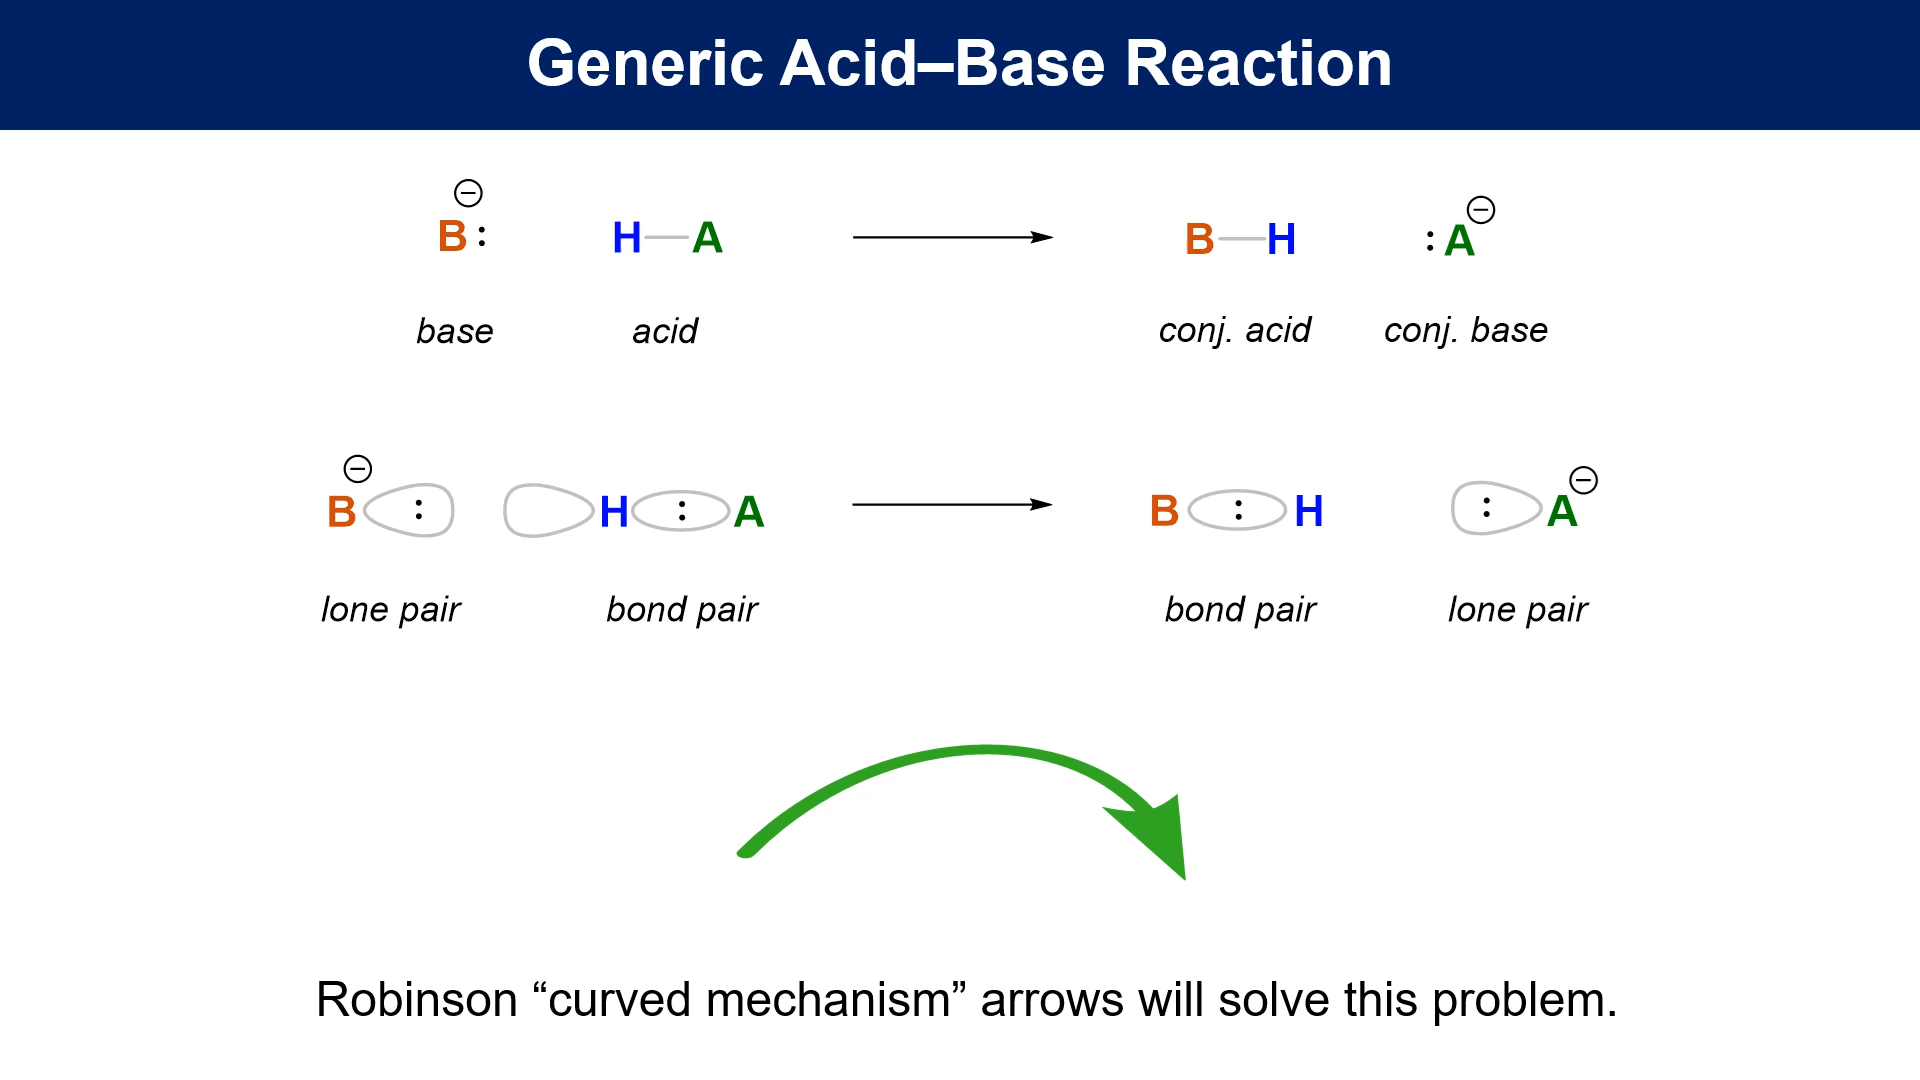 Generic Acid–Base Reaction
B: ⊖ H—A → B—H :A ⊖
base acid conj. acid conj. base
B ⊖ : H : A → B : H : A ⊖
lone pair bond pair bond pair lone pair
Robinson “curved mechanism” arrows will solve this problem.